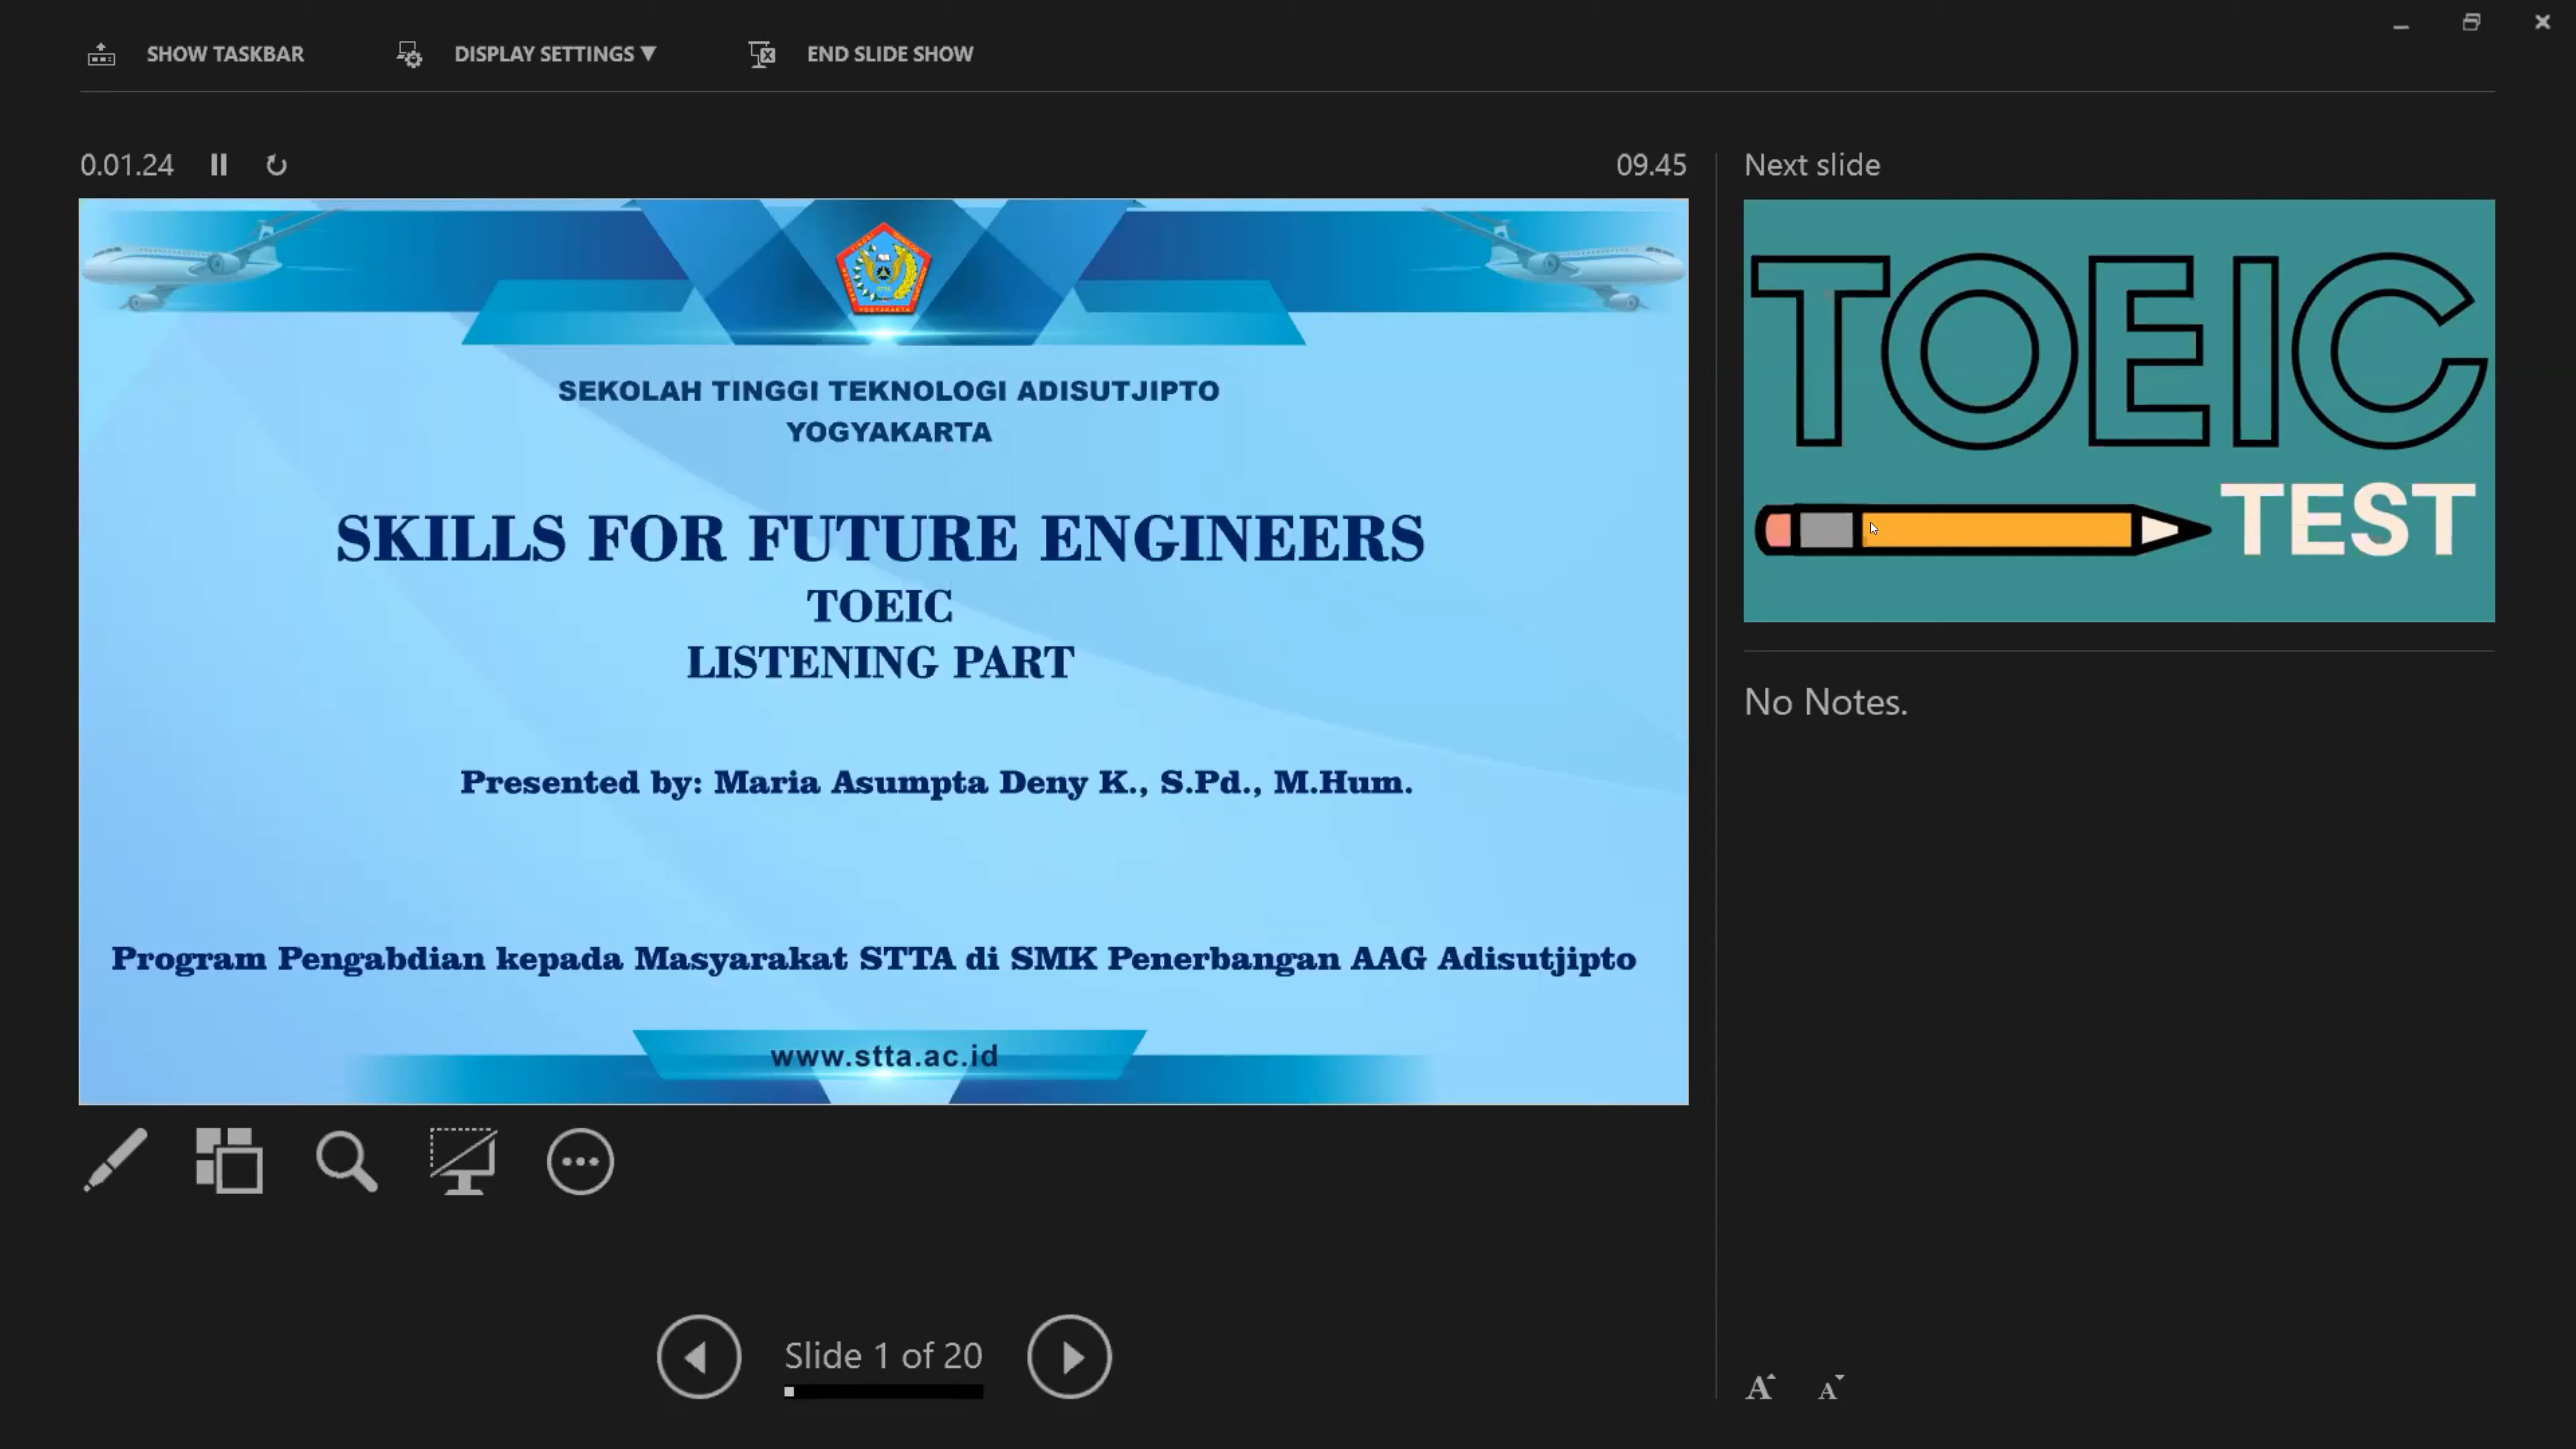 SHOW TASKBAR
DISPLAY SETTINGS ▼
END SLIDE SHOW
0.01.24
09.45
Next slide
SEKOLAH TINGGI TEKNOLOGI ADISUTJIPTO
YOGYAKARTA
SKILLS FOR FUTURE ENGINEERS
TOEIC
LISTENING PART
Presented by: Maria Asumpta Deny K., S.Pd., M.Hum.
Program Pengabdian kepada Masyarakat STTA di SMK Penerbangan AAG Adisutjipto
www.stta.ac.id
TOEIC
TEST
No Notes.
Slide 1 of 20
A A